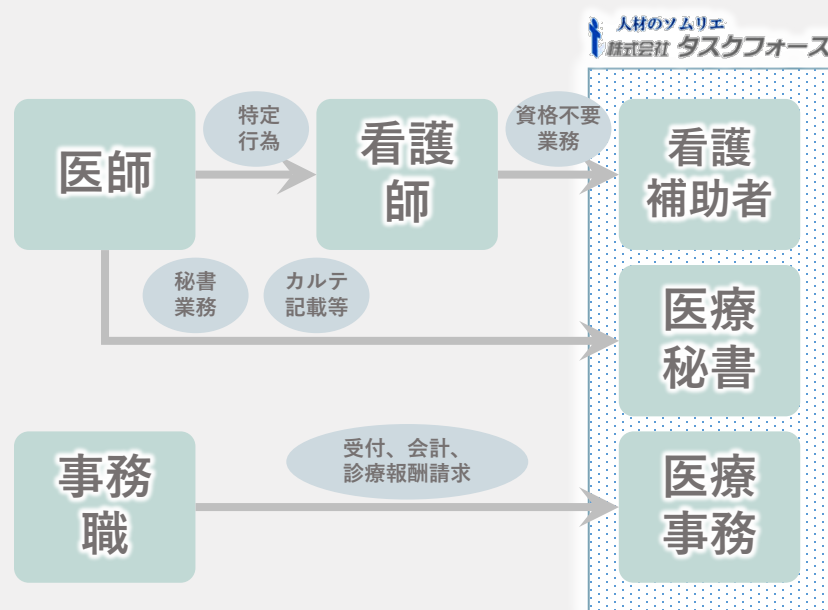 人材のソムリエ
株式会社 タスクフォース
医師
特定
行為
看護
師
資格不要
業務
看護
補助者
秘書
業務
カルテ
記載等
医療
秘書
事務
職
受付、会計、
診療報酬請求
医療
事務